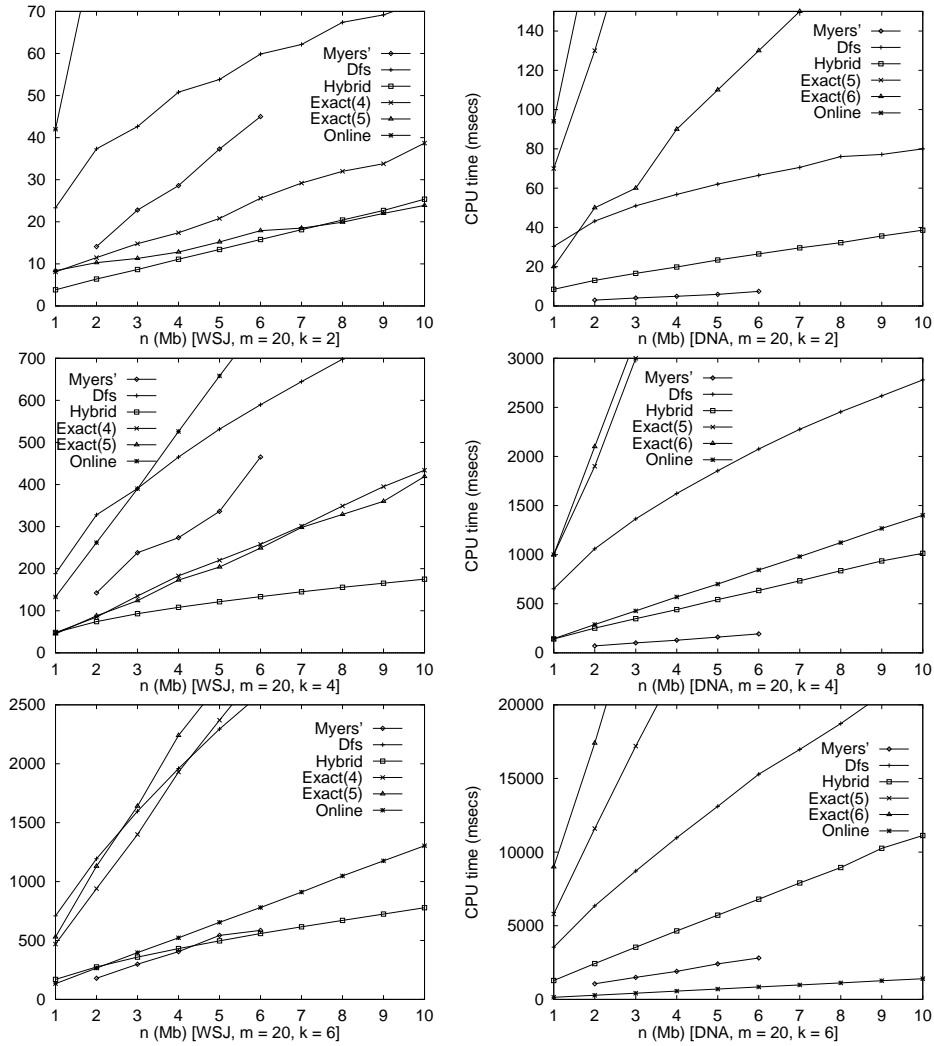 70
60
50
40
30
20
10
0
Myers'
Dfs
Hybrid
Exact(4)
Exact(5)
Online
1 2 3 4 5 6 7 8 9 10
n (Mb) [WSJ, m = 20, k = 2]
CPU time (msecs)
140
120
100
80
60
40
20
0
Myers'
Dfs
Hybrid
Exact(5)
Exact(6)
Online
1 2 3 4 5 6 7 8 9 10
n (Mb) [DNA, m = 20, k = 2]
700
600
500
400
300
200
100
0
Myers'
Dfs
Hybrid
Exact(4)
Exact(5)
Online
1 2 3 4 5 6 7 8 9 10
n (Mb) [WSJ, m = 20, k = 4]
CPU time (msecs)
3000
2500
2000
1500
1000
500
0
Myers'
Dfs
Hybrid
Exact(5)
Exact(6)
Online
1 2 3 4 5 6 7 8 9 10
n (Mb) [DNA, m = 20, k = 4]
2500
2000
1500
1000
500
0
Myers'
Dfs
Hybrid
Exact(4)
Exact(5)
Online
1 2 3 4 5 6 7 8 9 10
n (Mb) [WSJ, m = 20, k = 6]
CPU time (msecs)
20000
15000
10000
5000
0
Myers'
Dfs
Hybrid
Exact(5)
Exact(6)
Online
1 2 3 4 5 6 7 8 9 10
n (Mb) [DNA, m = 20, k = 6]